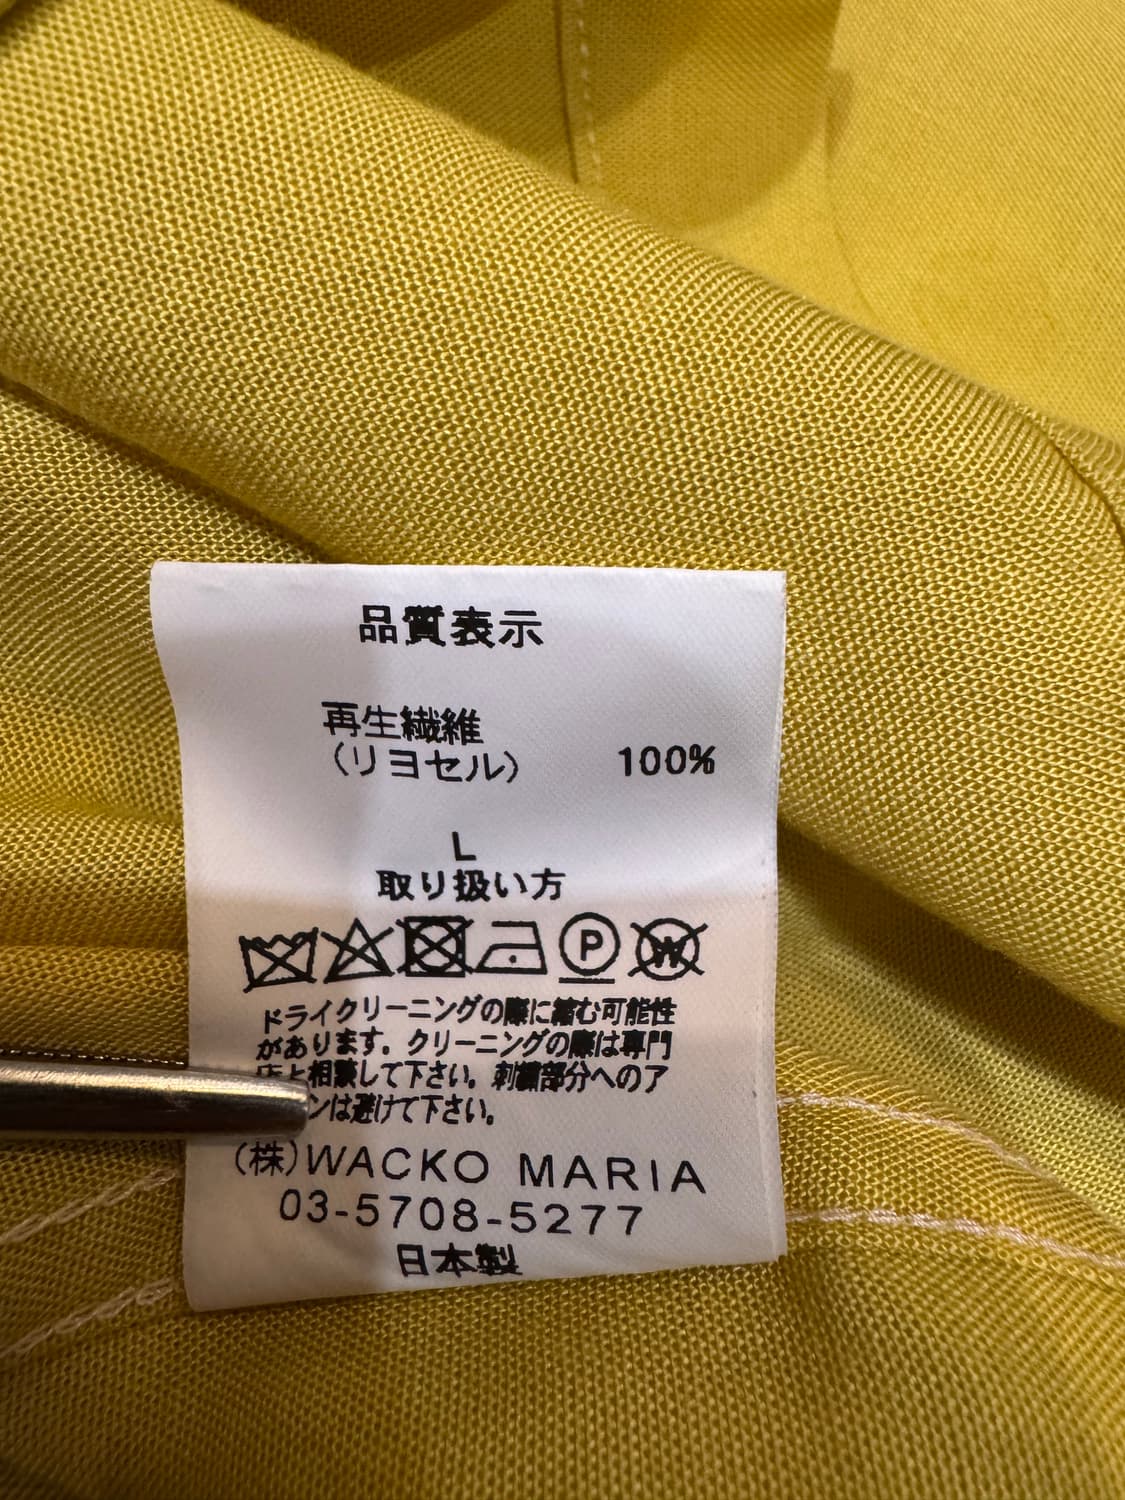 品質表示
再生繊維
(リヨセル) 100%
L
取り扱い方
P
W
ドライクリーニングの際に縮む可能性
があります。クリーニングの際は専門
店と相談して下さい。刺繍部分へのア
ンは避けて下さい。
(株)WACKO MARIA
03-5708-5277
日本製